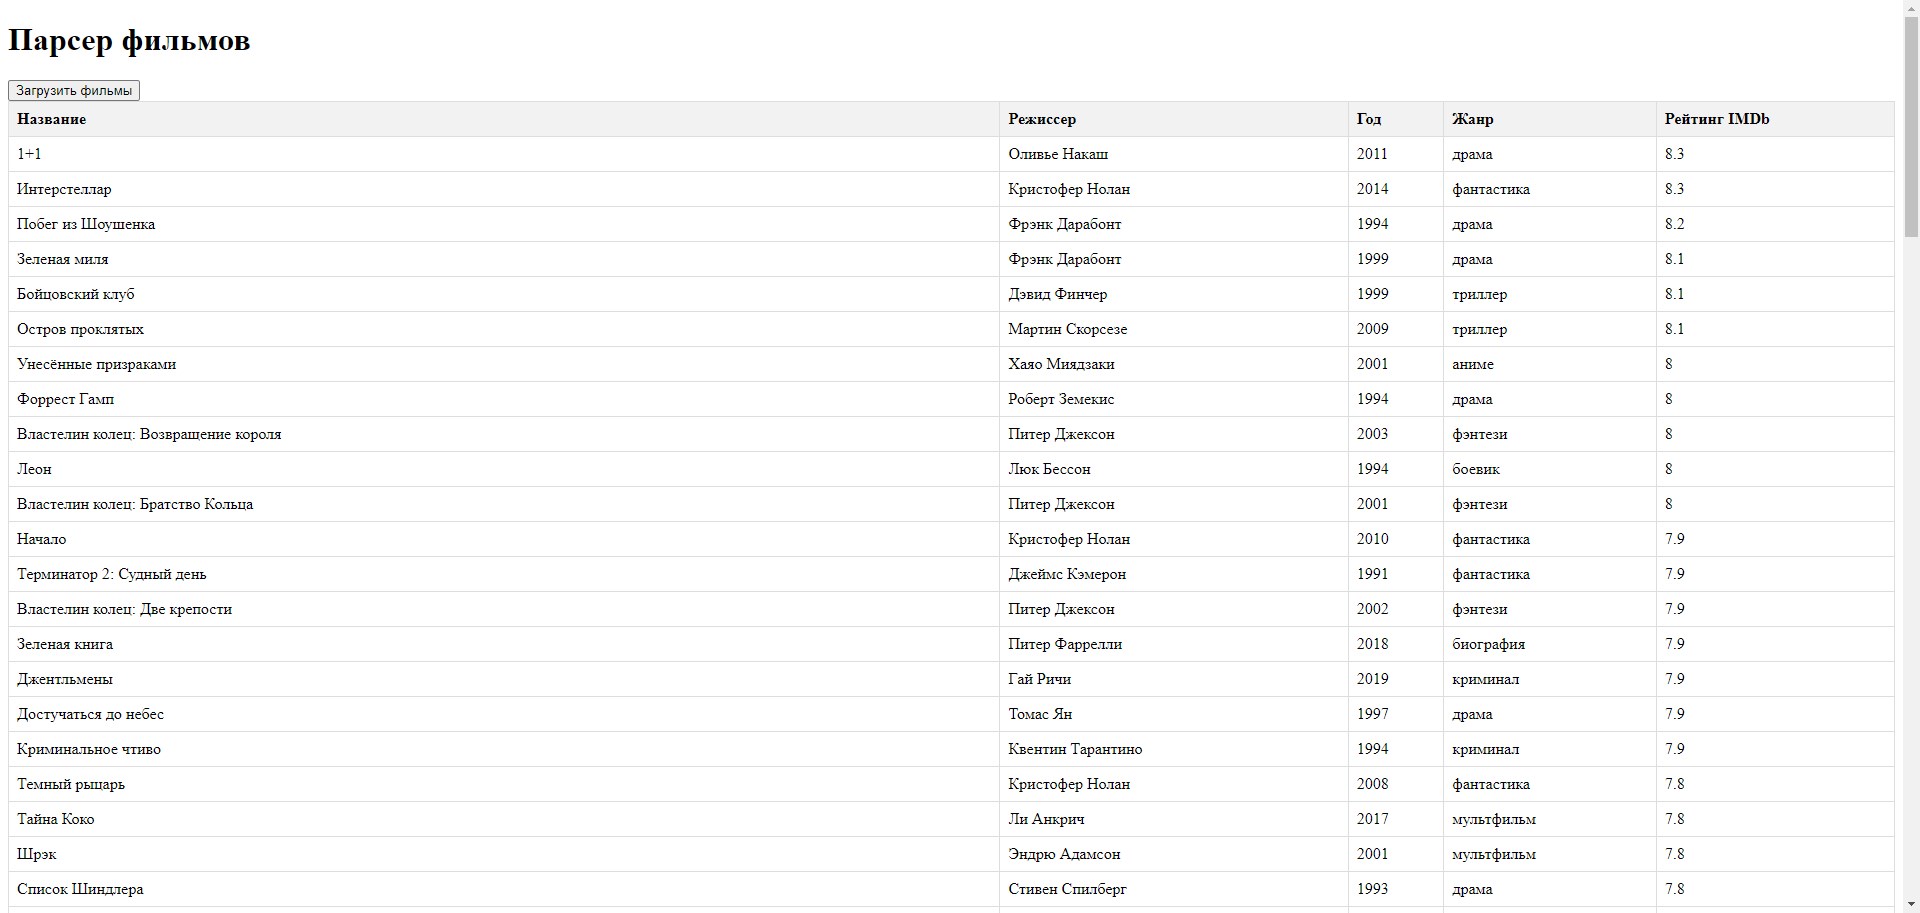 Парсер фильмов
Загрузить фильмы
Название Режиссер Год Жанр Рейтинг IMDb
1+1 Оливье Накаш 2011 драма 8.3
Интерстеллар Кристофер Нолан 2014 фантастика 8.3
Побег из Шоушенка Фрэнк Дарабонт 1994 драма 8.2
Зеленая миля Фрэнк Дарабонт 1999 драма 8.1
Бойцовский клуб Дэвид Финчер 1999 триллер 8.1
Остров проклятых Мартин Скорсезе 2009 триллер 8.1
Унесённые призраками Хаяо Миядзаки 2001 аниме 8
Форрест Гамп Роберт Земекис 1994 драма 8
Властелин колец: Возвращение короля Питер Джексон 2003 фэнтези 8
Леон Люк Бессон 1994 боевик 8
Властелин колец: Братство Кольца Питер Джексон 2001 фэнтези 8
Начало Кристофер Нолан 2010 фантастика 7.9
Терминатор 2: Судный день Джеймс Кэмерон 1991 фантастика 7.9
Властелин колец: Две крепости Питер Джексон 2002 фэнтези 7.9
Зеленая книга Питер Фаррелли 2018 биография 7.9
Джентльмены Гай Ричи 2019 криминал 7.9
Достучаться до небес Томас Ян 1997 драма 7.9
Криминальное чтиво Квентин Тарантино 1994 криминал 7.9
Темный рыцарь Кристофер Нолан 2008 фантастика 7.8
Тайна Коко Ли Анкрич 2017 мультфильм 7.8
Шрэк Эндрю Адамсон 2001 мультфильм 7.8
Список Шиндлера Стивен Спилберг 1993 драма 7.8